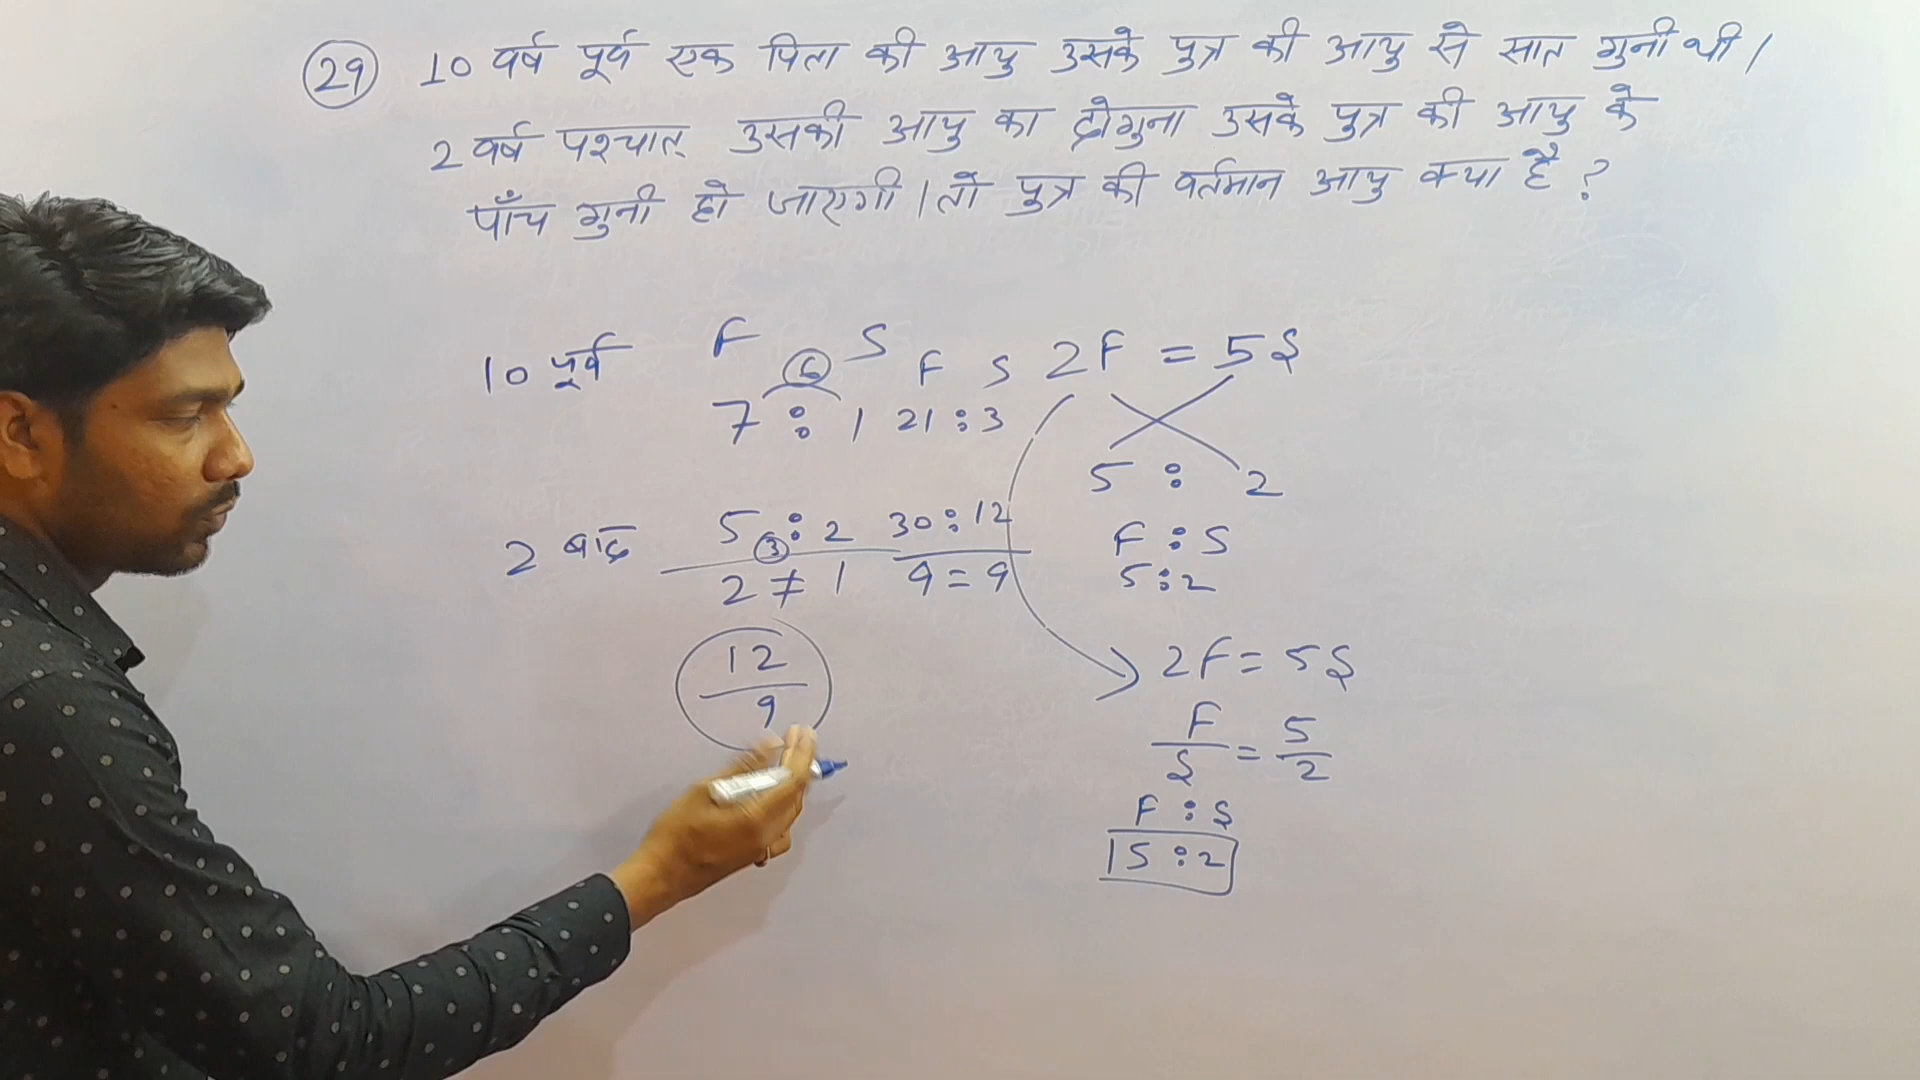 29 10 वर्ष पूर्व एक पिता की आयु उसके पुत्र की आयु से सात गुनी थी।
2 वर्ष पश्चात् उसकी आयु का दोगुना उसके पुत्र की आयु के
पाँच गुनी हो जाएगी। तो पुत्र की वर्तमान आयु क्या है ?
10 पूर्व F S F S 2F = 5S
6
7 : 1 21 : 3
5 : 2
2 बाद 5 : 2 30 : 12
3
F : S
2 ≠ 1 9 = 9 5 : 2
12
9
2F = 5S
F/S = 5/2
F : S
15 : 2